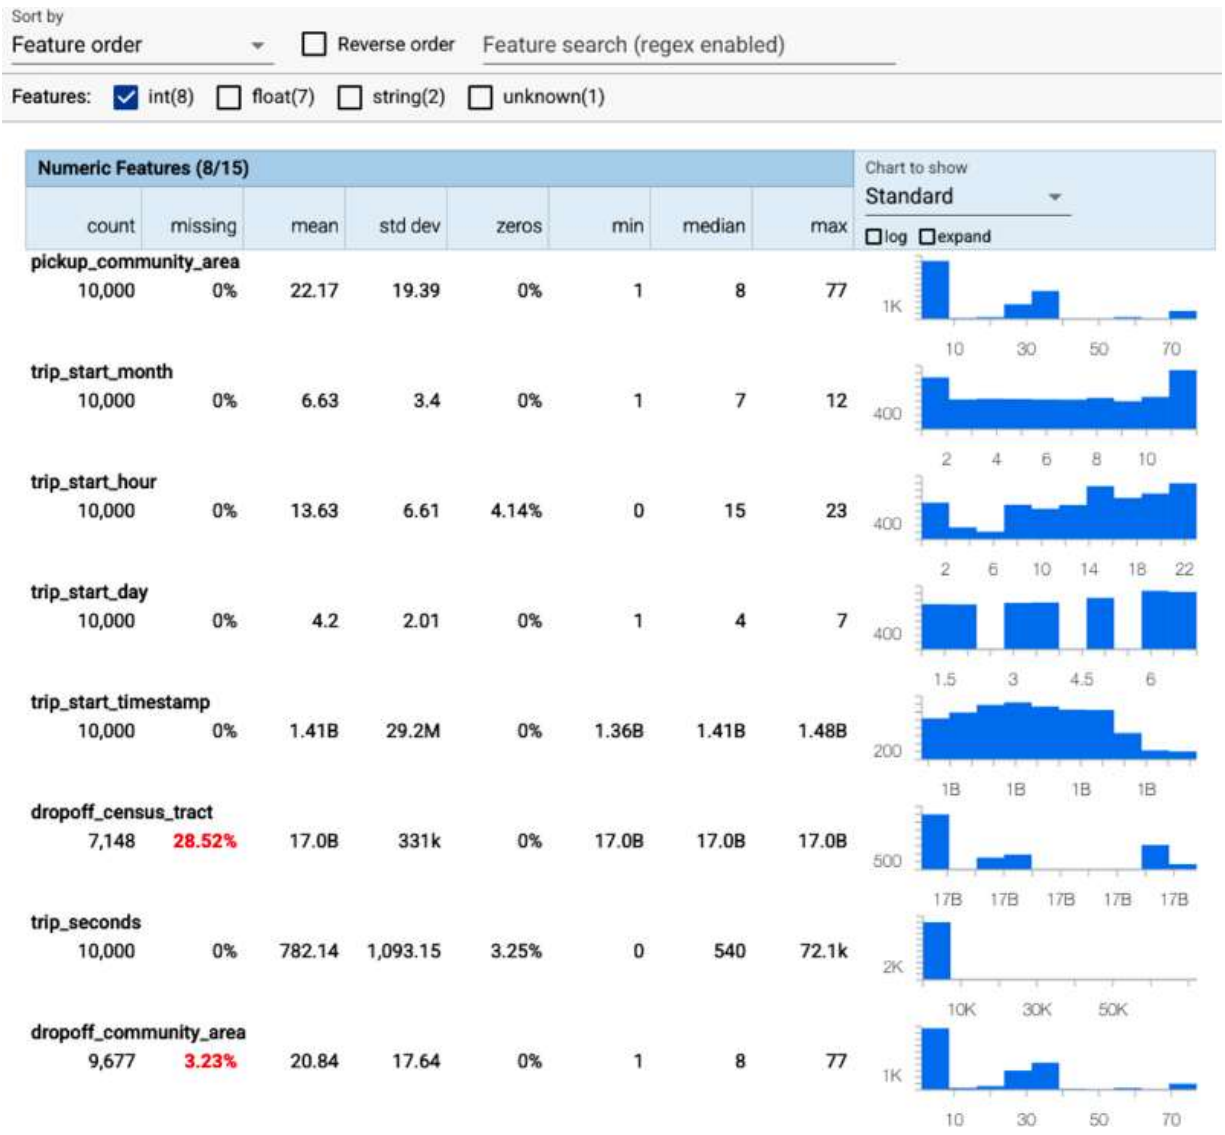 Sort by
Feature order
Reverse order
Feature search (regex enabled)
Features: int(8) float(7) string(2) unknown(1)
Numeric Features (8/15)
Chart to show
Standard
count missing mean std dev zeros min median max
log expand
pickup_community_area
10,000 0% 22.17 19.39 0% 1 8 77
1K
10 30 50 70
trip_start_month
10,000 0% 6.63 3.4 0% 1 7 12
400
2 4 6 8 10
trip_start_hour
10,000 0% 13.63 6.61 4.14% 0 15 23
400
2 6 10 14 18 22
trip_start_day
10,000 0% 4.2 2.01 0% 1 4 7
400
1.5 3 4.5 6
trip_start_timestamp
10,000 0% 1.41B 29.2M 0% 1.36B 1.41B 1.48B
200
1B 1B 1B 1B
dropoff_census_tract
7,148 28.52% 17.0B 331k 0% 17.0B 17.0B 17.0B
500
17B 17B 17B 17B 17B
trip_seconds
10,000 0% 782.14 1,093.15 3.25% 0 540 72.1k
2K
10K 30K 50K
dropoff_community_area
9,677 3.23% 20.84 17.64 0% 1 8 77
1K
10 30 50 70